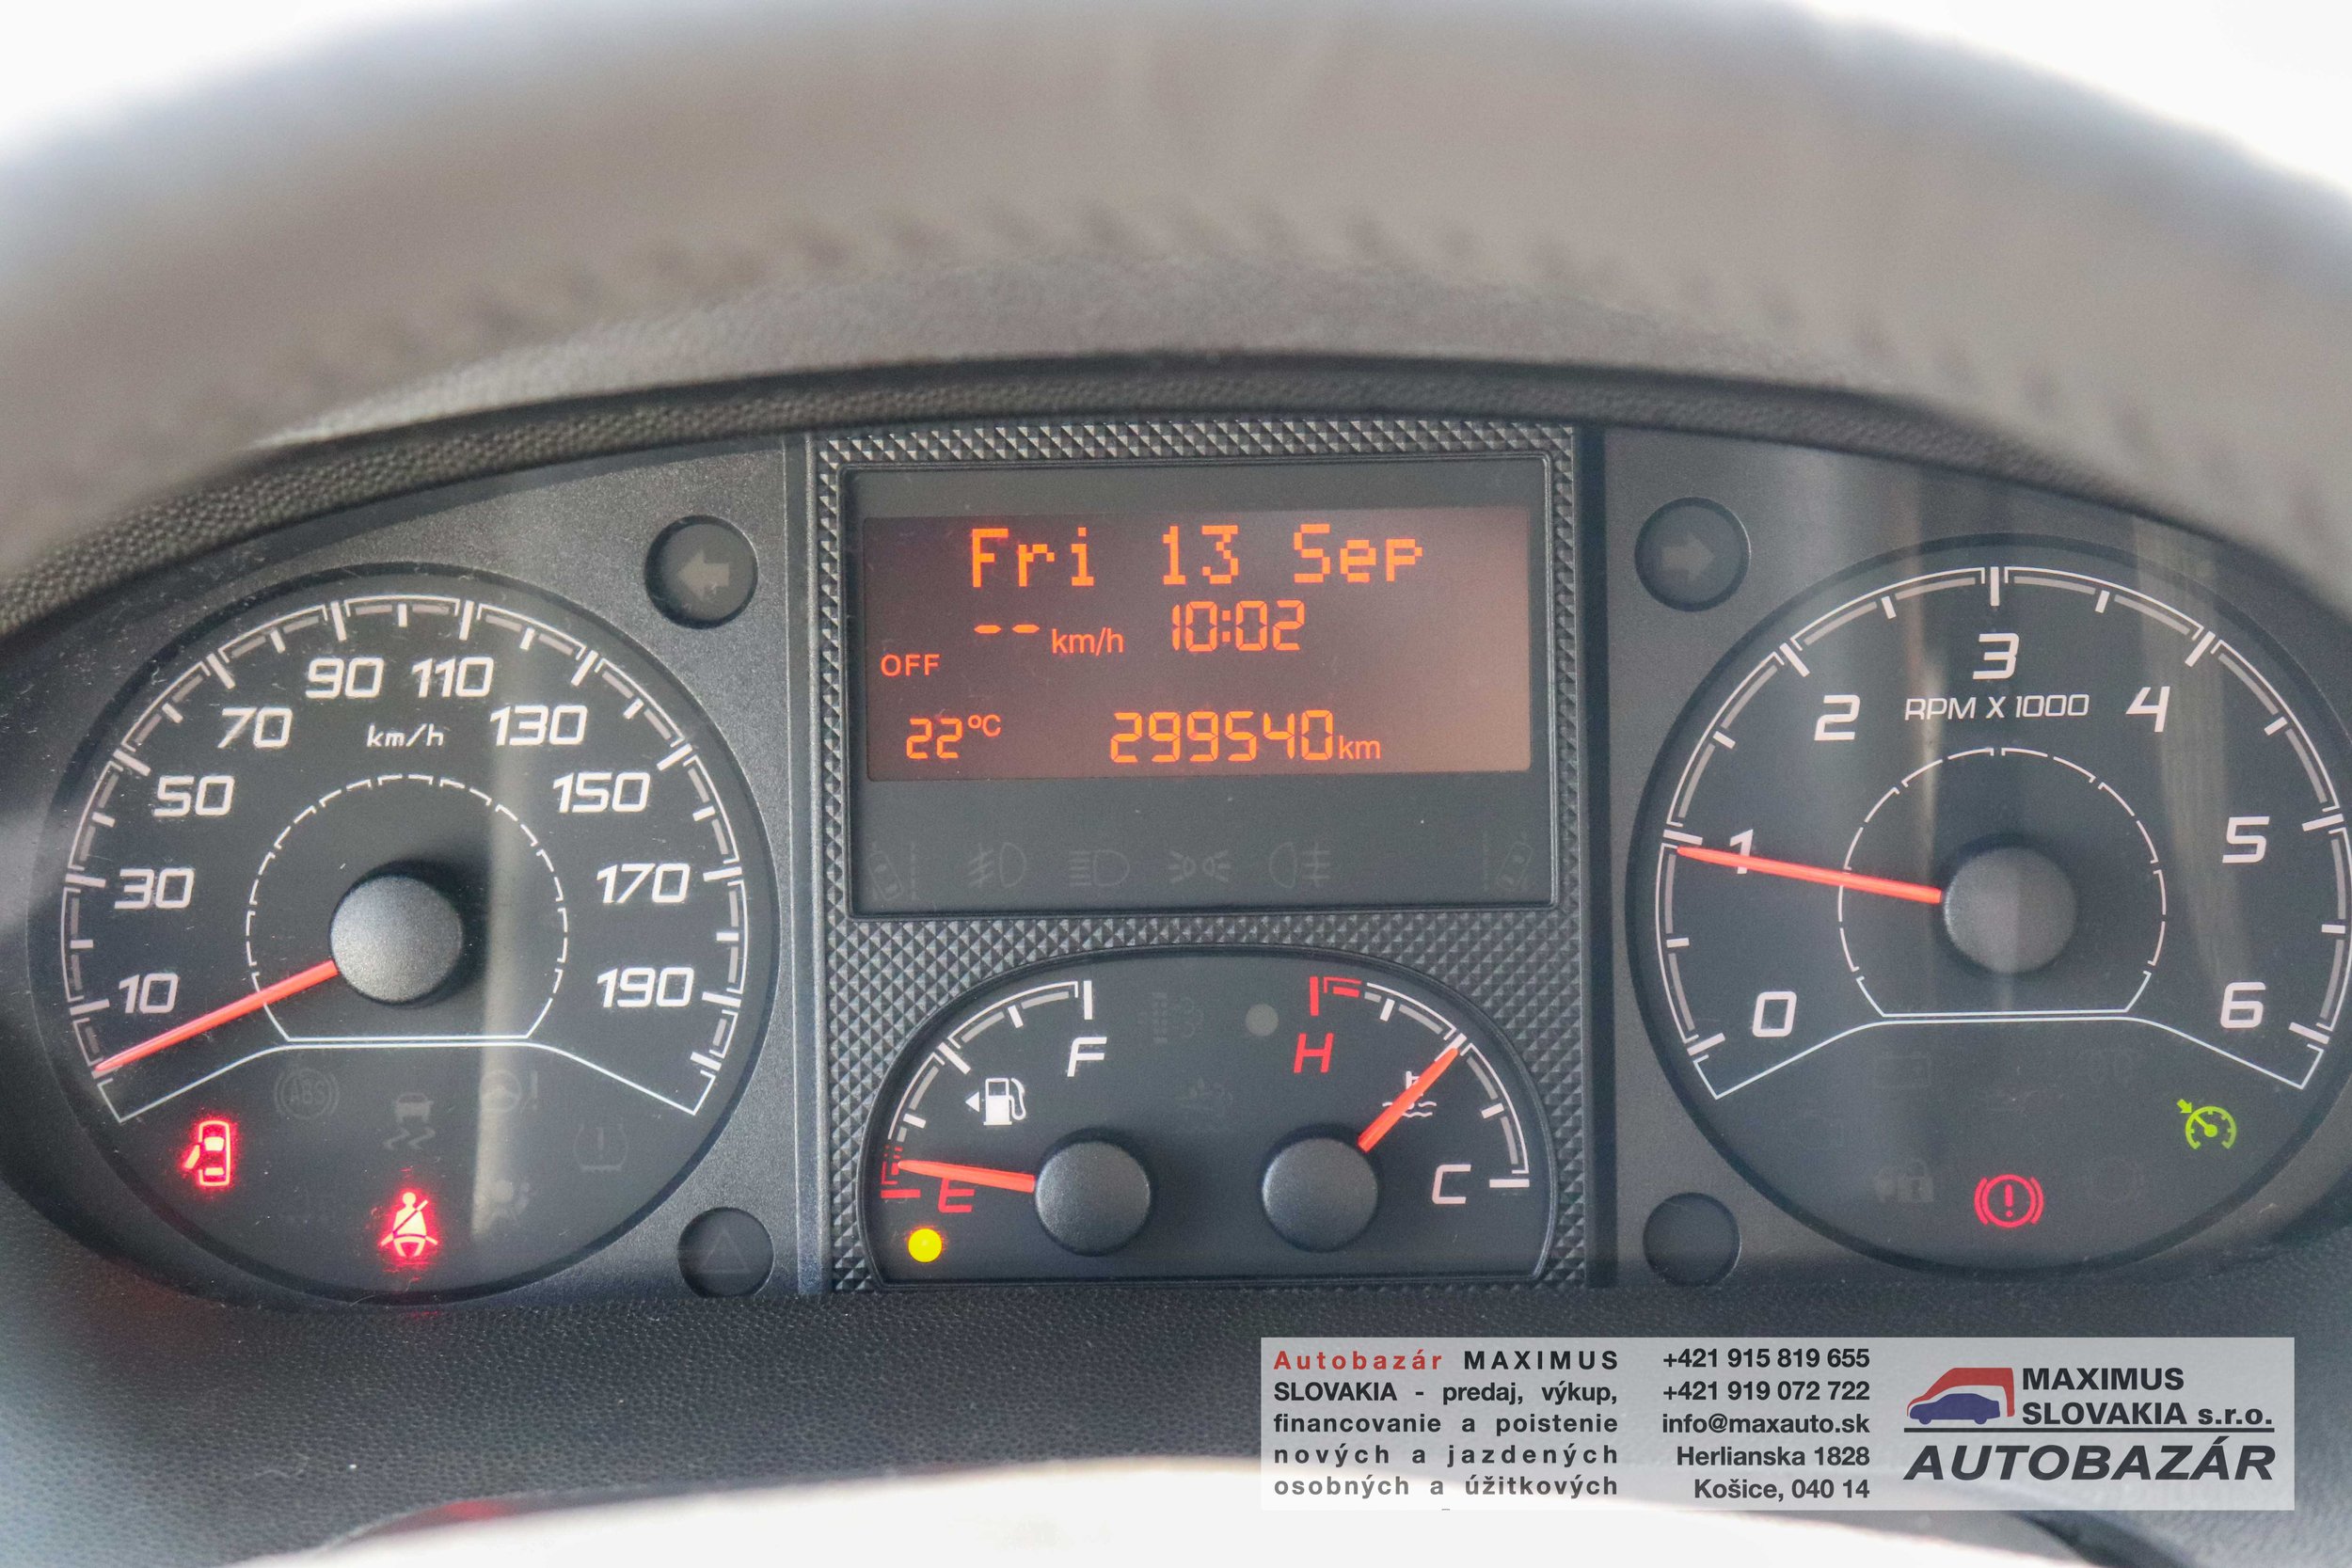 Fri 13 Sep
-- km/h 10:02
OFF
22°C 299540 km
10 30 50 70 90 110 130 150 170 190
km/h
ABS
F
E
H
C
0 1 2 3 4 5 6
RPM X 1000
Autobazár MAXIMUS
SLOVAKIA - predaj, výkup,
financovanie a poistenie
nových a jazdených
osobných a úžitkových
+421 915 819 655
+421 919 072 722
info@maxauto.sk
Herlianska 1828
Košice, 040 14
MAXIMUS
SLOVAKIA s.r.o.
AUTOBAZÁR